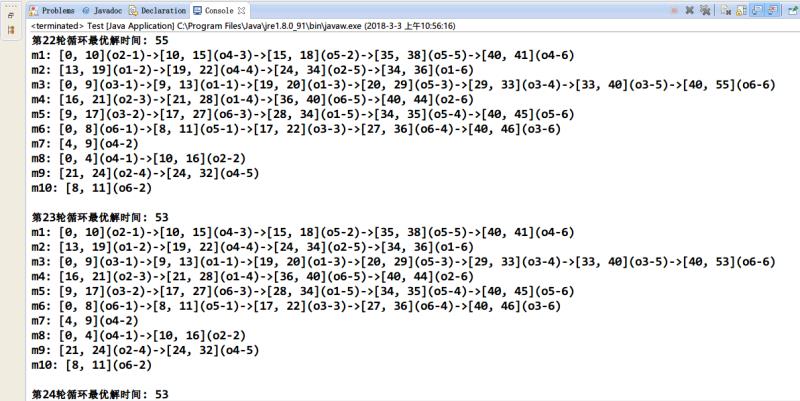 Problems @ Javadoc Declaration Console
<terminated> Test [Java Application] C:\Program Files\Java\jre1.8.0_91\bin\javaw.exe (2018-3-3 上午10:56:16)
第22轮循环最优解时间: 55
m1: [0, 10](o2-1)->[10, 15](o4-3)->[15, 18](o5-2)->[35, 38](o5-5)->[40, 41](o4-6)
m2: [13, 19](o1-2)->[19, 22](o4-4)->[24, 34](o2-5)->[34, 36](o1-6)
m3: [0, 9](o3-1)->[9, 13](o1-1)->[19, 20](o1-3)->[20, 29](o5-3)->[29, 33](o3-4)->[33, 40](o3-5)->[40, 55](o6-6)
m4: [16, 21](o2-3)->[21, 28](o1-4)->[36, 40](o6-5)->[40, 44](o2-6)
m5: [9, 17](o3-2)->[17, 27](o6-3)->[28, 34](o1-5)->[34, 35](o5-4)->[40, 45](o5-6)
m6: [0, 8](o6-1)->[8, 11](o5-1)->[17, 22](o3-3)->[27, 36](o6-4)->[40, 46](o3-6)
m7: [4, 9](o4-2)
m8: [0, 4](o4-1)->[10, 16](o2-2)
m9: [21, 24](o2-4)->[24, 32](o4-5)
m10: [8, 11](o6-2)
第23轮循环最优解时间: 53
m1: [0, 10](o2-1)->[10, 15](o4-3)->[15, 18](o5-2)->[35, 38](o5-5)->[40, 41](o4-6)
m2: [13, 19](o1-2)->[19, 22](o4-4)->[24, 34](o2-5)->[34, 36](o1-6)
m3: [0, 9](o3-1)->[9, 13](o1-1)->[19, 20](o1-3)->[20, 29](o5-3)->[29, 33](o3-4)->[33, 40](o3-5)->[40, 53](o6-6)
m4: [16, 21](o2-3)->[21, 28](o1-4)->[36, 40](o6-5)->[40, 44](o2-6)
m5: [9, 17](o3-2)->[17, 27](o6-3)->[28, 34](o1-5)->[34, 35](o5-4)->[40, 45](o5-6)
m6: [0, 8](o6-1)->[8, 11](o5-1)->[17, 22](o3-3)->[27, 36](o6-4)->[40, 46](o3-6)
m7: [4, 9](o4-2)
m8: [0, 4](o4-1)->[10, 16](o2-2)
m9: [21, 24](o2-4)->[24, 32](o4-5)
m10: [8, 11](o6-2)
第24轮循环最优解时间: 53